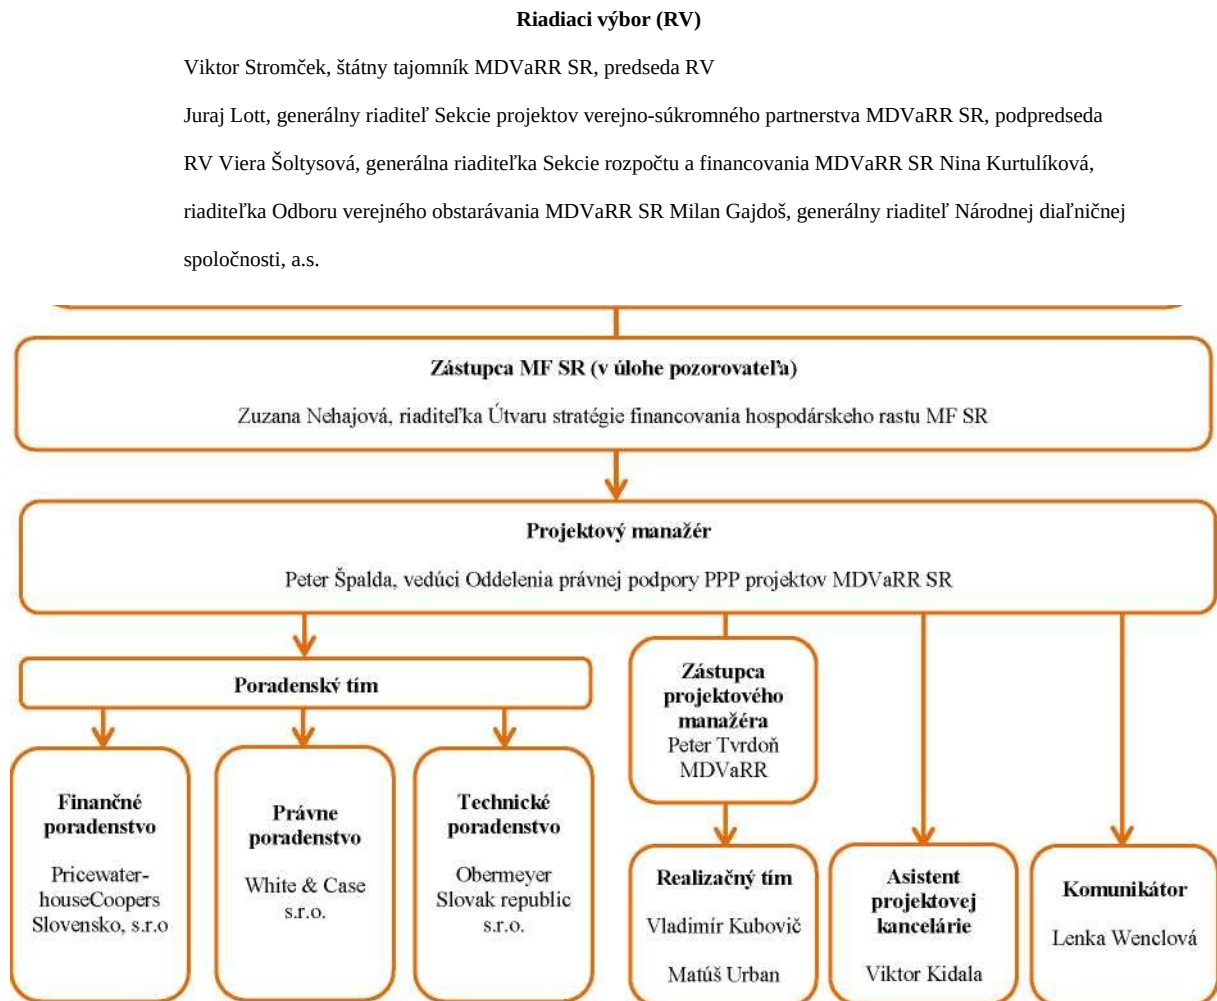 Riadiaci výbor (RV)
Viktor Stromček, štátny tajomník MDVaRR SR, predseda RV
Juraj Lott, generálny riaditeľ Sekcie projektov verejno-súkromného partnerstva MDVaRR SR, podpredseda
RV Viera Šoltysová, generálna riaditeľka Sekcie rozpočtu a financovania MDVaRR SR Nina Kurtulíková,
riaditeľka Odboru verejného obstarávania MDVaRR SR Milan Gajdoš, generálny riaditeľ Národnej diaľničnej
spoločnosti, a.s.
Zástupca MF SR (v úlohe pozorovateľa)
Zuzana Nehajová, riaditeľka Útvaru stratégie financovania hospodárskeho rastu MF SR
Projektový manažér
Peter Špalda, vedúci Oddelenia právnej podpory PPP projektov MDVaRR SR
Poradenský tím
Finančné
poradenstvo
Pricewater-
houseCoopers
Slovensko, s.r.o
Právne
poradenstvo
White & Case
s.r.o.
Technické
poradenstvo
Obermeyer
Slovak republic
s.r.o.
Zástupca
projektového
manažéra
Peter Tvrdoň
MDVaRR
Realizačný tím
Vladimír Kubovič
Matúš Urban
Asistent
projektovej
kancelárie
Viktor Kidala
Komunikátor
Lenka Wenclová